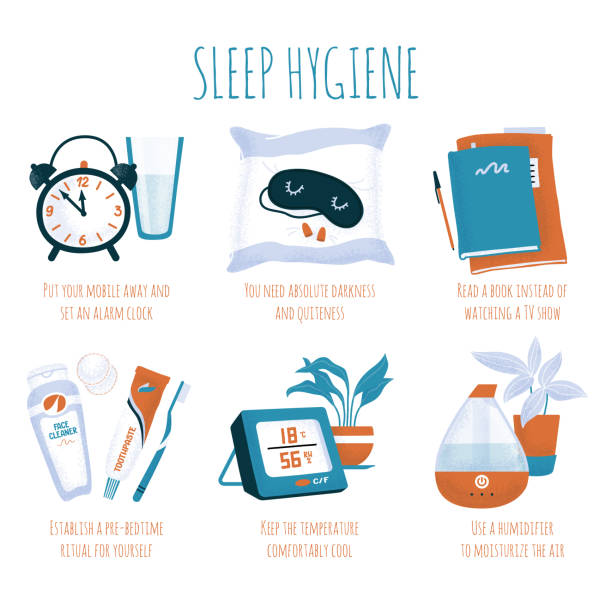 SLEEP HYGIENE
12
3
6
9
PUT YOUR MOBILE AWAY AND
SET AN ALARM CLOCK
YOU NEED ABSOLUTE DARKNESS
AND QUITENESS
READ A BOOK INSTEAD OF
WATCHING A TV SHOW
FACE
CLEANER
TOOTHPASTE
ESTABLISH A PRE-BEDTIME
RITUAL FOR YOURSELF
18 °C
56 RH %
C/F
KEEP THE TEMPERATURE
COMFORTABLY COOL
USE A HUMIDIFIER
TO MOISTURIZE THE AIR